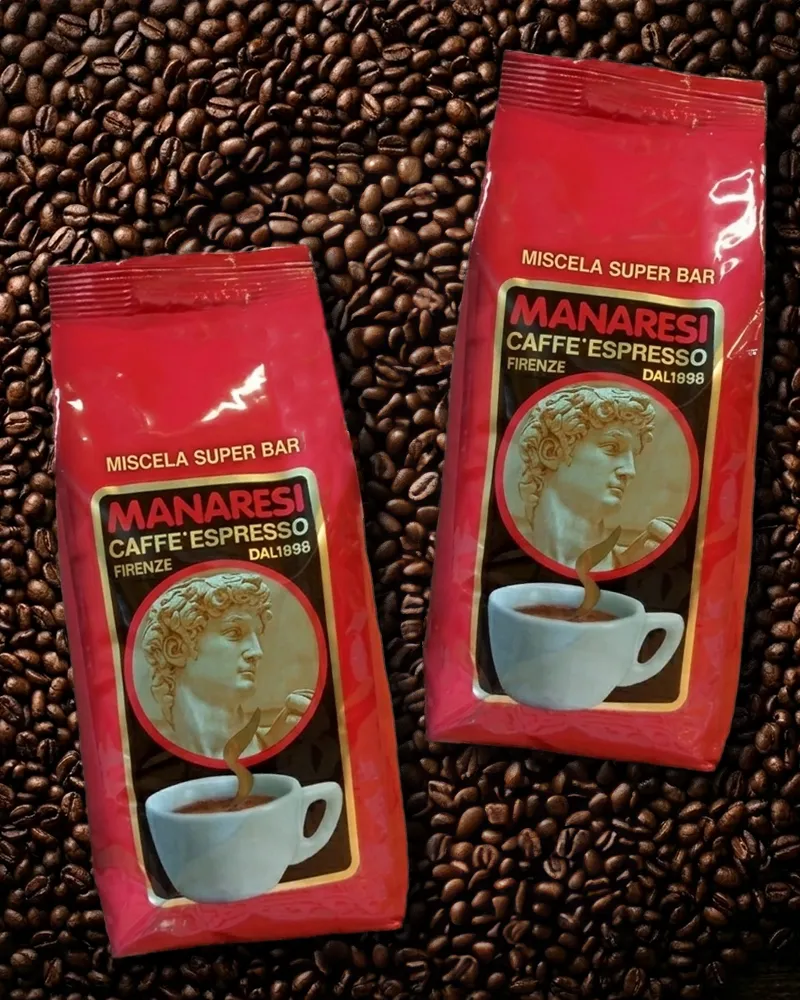 MISCELA SUPER BAR
MANARESI
CAFFE'ESPRESSO
FIRENZE
DAL1898
MISCELA SUPER BAR
MANARESI
CAFFE'ESPRESSO
FIRENZE
DAL1898